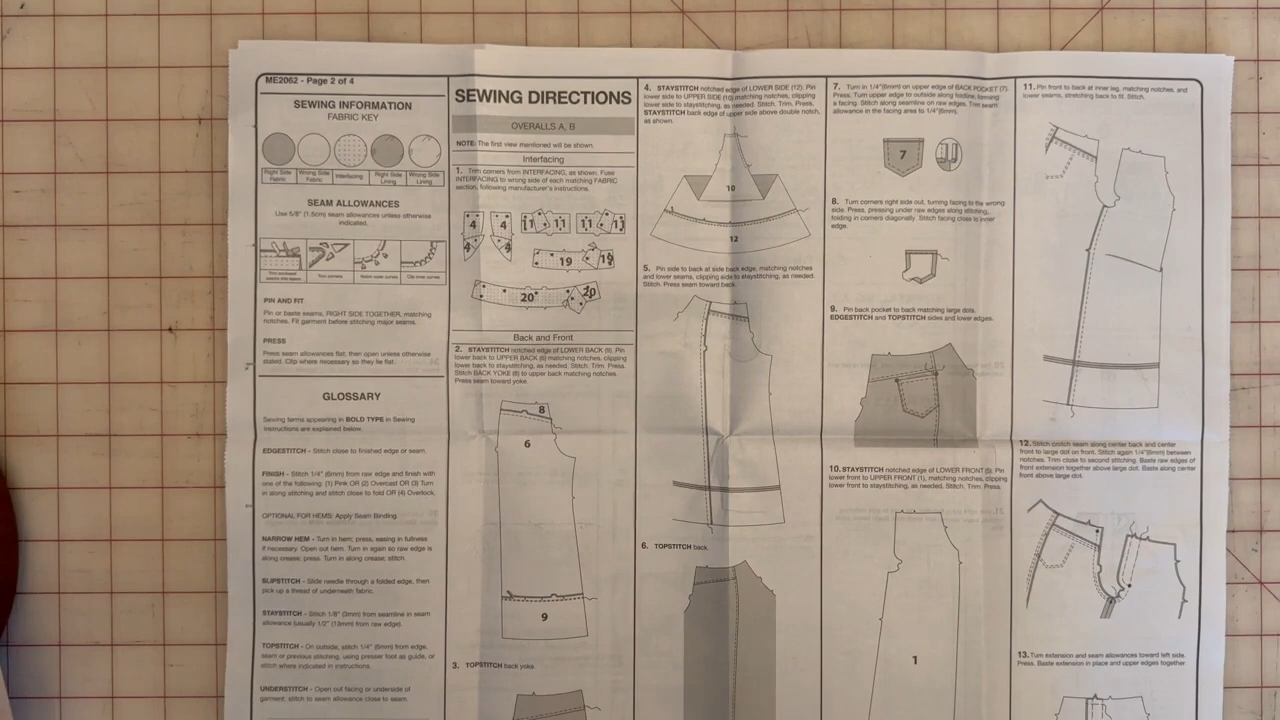 ME2062 - Page 2 of 4
SEWING INFORMATION
FABRIC KEY
Right Side Fabric
Wrong Side Fabric
Interfacing
Right Side Lining
Wrong Side Lining
SEAM ALLOWANCES
Use 5/8" (1.5cm) seam allowances unless otherwise
indicated.
Trim corners
Clip inner curves
PIN AND FIT
Pin or baste seams, RIGHT SIDE TOGETHER, matching
notches. Fit garment before stitching major seams.
PRESS
Press seam allowances flat, then open unless otherwise
stated. Clip where necessary so they lie flat.
GLOSSARY
Sewing terms appearing in BOLD TYPE in Sewing
Instructions are explained below.
EDGESTITCH - Stitch close to finished edge or seam.
FINISH - Stitch 1/4" (6mm) from raw edge and finish with
one of the following: (1) Pink OR (2) Overcast OR (3) Turn
in along stitching and stitch close to fold OR (4) Overlock.
OPTIONAL FOR HEMS: Apply Seam Binding.
NARROW HEM - Turn in hem; press, easing in fullness
if necessary. Open out hem. Turn in again so raw edge is
along crease; press. Turn in along crease; stitch.
SLIPSTITCH - Slide needle through a folded edge, then
pick up a thread of underneath fabric.
STAYSTITCH - Stitch 1/8" (3mm) from seamline in seam
allowance (usually 1/2" (13mm) from raw edge).
TOPSTITCH - On outside, stitch 1/4" (6mm) from edge,
seam or previous stitching, using presser foot as guide, or
stitch where indicated in instructions.
UNDERSTITCH - Open out facing or underside of
garment; stitch to seam allowance close to seam.
SEWING DIRECTIONS
OVERALLS A, B
NOTE: The first view mentioned will be shown.
Interfacing
1. Trim corners from INTERFACING, as shown. Fuse
INTERFACING to wrong side of each matching FABRIC
section, following manufacturer's instructions.
4 4 11 11 11 11
4 4
19 19
20 20
Back and Front
2. STAYSTITCH notched edge of LOWER BACK (9). Pin
lower back to UPPER BACK (6) matching notches, clipping
lower back to staystitching, as needed. Stitch. Trim. Press.
Stitch BACK YOKE (8) to upper back matching notches.
Press seam toward yoke.
8
6
9
3. TOPSTITCH back yoke.
4. STAYSTITCH notched edge of LOWER SIDE (12). Pin
lower side to UPPER SIDE (10) matching notches, clipping
lower side to staystitching, as needed. Stitch. Trim. Press.
STAYSTITCH back edge of upper side above double notch,
as shown.
10
12
5. Pin side to back at side back edge, matching notches
and lower seams, clipping side to staystitching, as needed.
Stitch. Press seam toward back.
6. TOPSTITCH back.
7. Turn in 1/4"(6mm) on upper edge of BACK POCKET (7).
Press. Turn upper edge to outside along foldline, forming
a facing. Stitch along seamline on raw edges. Trim seam
allowance in the facing area to 1/4"(6mm).
7
8. Turn corners right side out, turning facing to the wrong
side. Press, pressing under raw edges along stitching,
folding in corners diagonally. Stitch facing close to inner
edge.
9. Pin back pocket to back matching large dots.
EDGESTITCH and TOPSTITCH sides and lower edges.
10. STAYSTITCH notched edge of LOWER FRONT (5). Pin
lower front to UPPER FRONT (1), matching notches, clipping
lower front to staystitching, as needed. Stitch. Trim. Press.
1
11. Pin front to back at inner leg, matching notches, and
lower seams, stretching back to fit. Stitch.
12. Stitch crotch seam along center back and center
front to large dot on front. Stitch again 1/4"(6mm) between
notches. Trim close to second stitching. Baste raw edges of
front extension together above large dot. Baste along center
front above large dot.
13. Turn extension and seam allowances toward left side.
Press. Baste extension in place and upper edges together